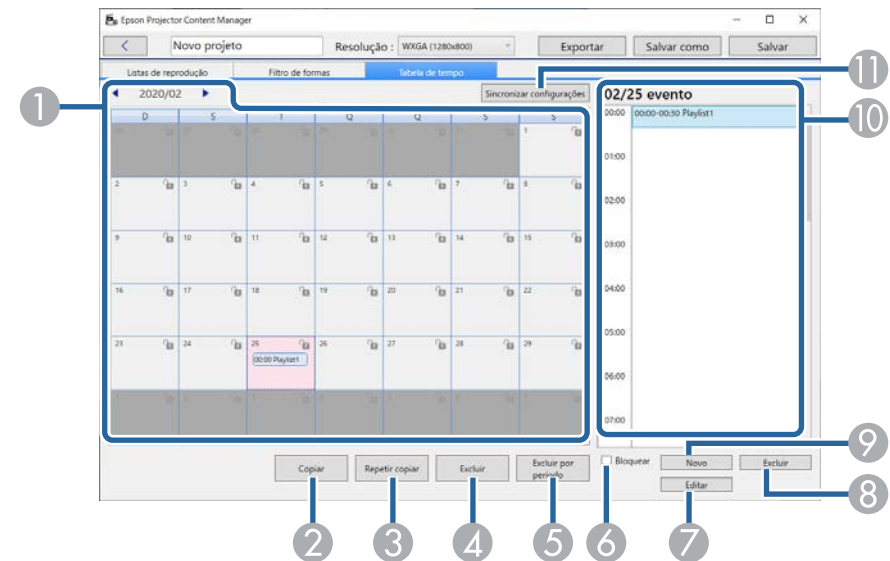 Epson Projector Content Manager
Novo projeto Resolução : WXGA (1280x800) Exportar Salvar como Salvar
Listas de reprodução Filtro de formas Tabela de tempo
2020/02 Sincronizar configurações 02/25 evento
11
1
10
D S T Q Q S S
1
2 3 4 5 6 7 8
9 10 11 12 13 14 15
16 17 18 19 20 21 22
23 24 25 26 27 28 29
00:00 Playlist1
00:00 00:00-00:30 Playlist1
01:00
02:00
03:00
04:00
05:00
06:00
07:00
Copiar Repetir copiar Excluir Excluir por período
Bloquear Novo Excluir
Editar
9
8
2 3 4 5 6 7